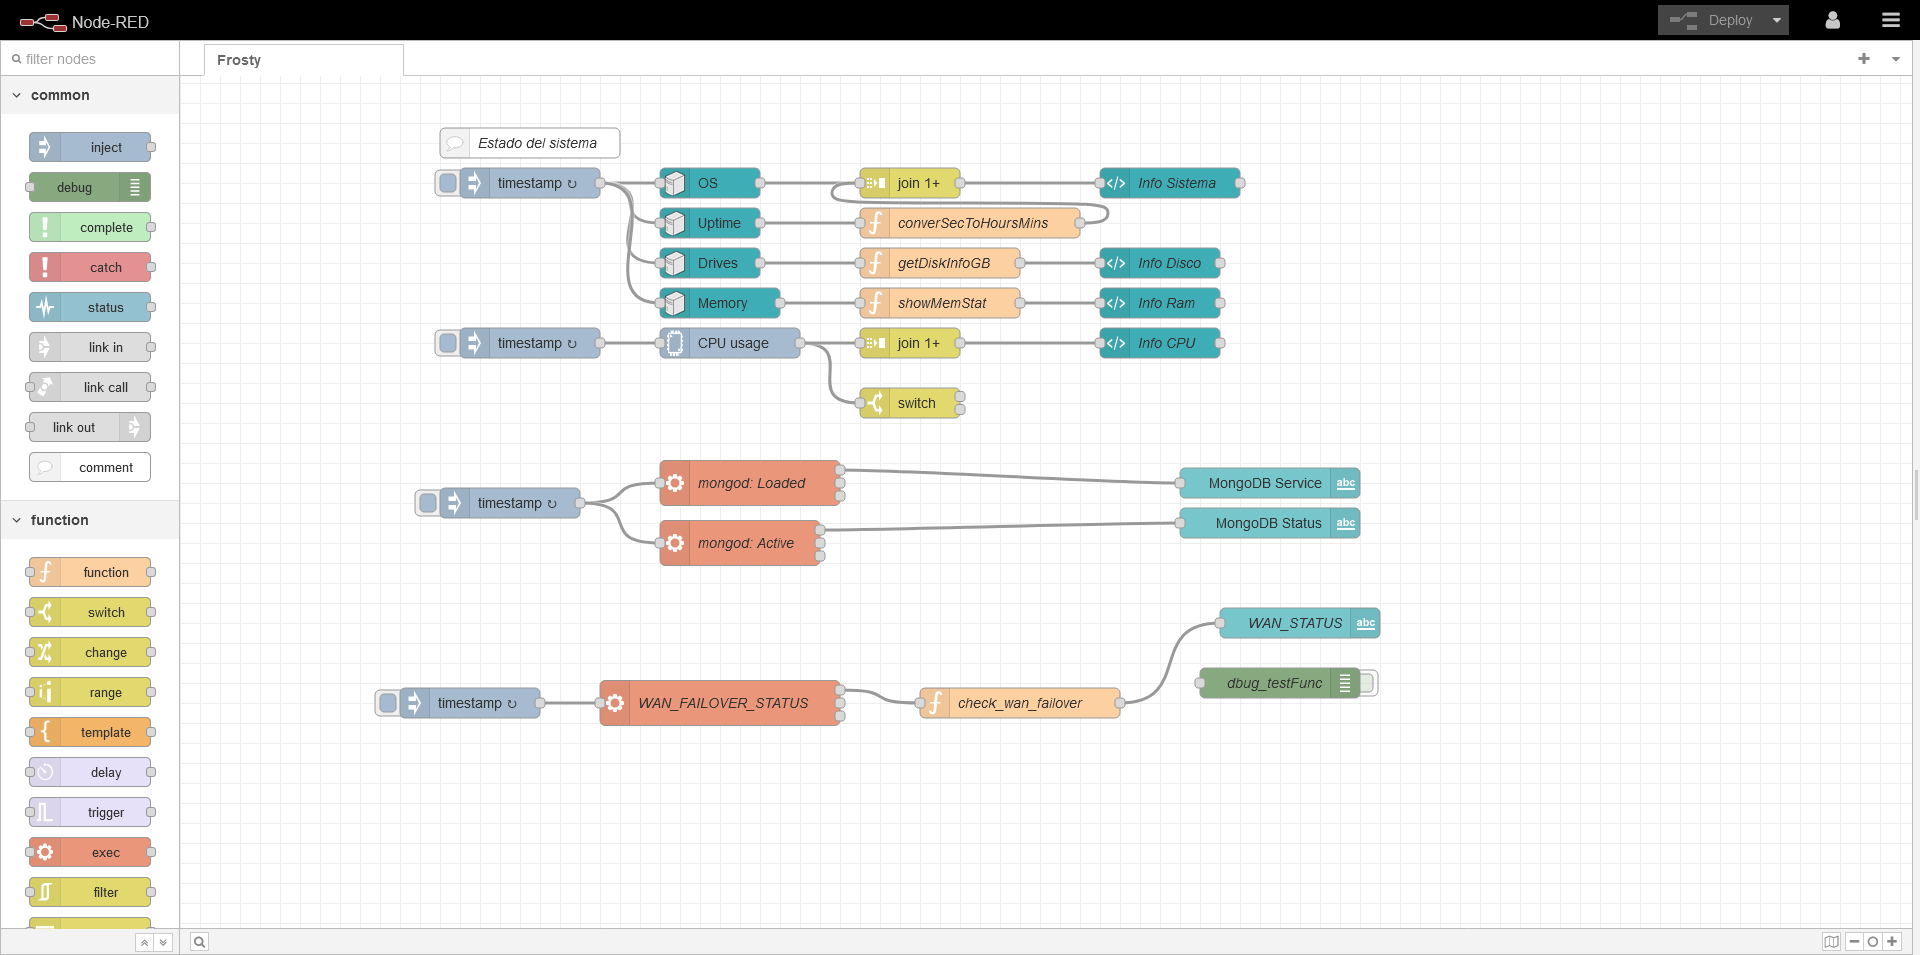 Node-RED
Deploy
filter nodes
Frosty
common
inject
debug
complete
catch
status
link in
link call
link out
comment
function
function
switch
change
range
template
delay
trigger
exec
filter
Estado del sistema
timestamp ↻
OS
join 1+
Info Sistema
Uptime
converSecToHoursMins
Drives
getDiskInfoGB
Info Disco
Memory
showMemStat
Info Ram
timestamp ↻
CPU usage
join 1+
Info CPU
switch
mongod: Loaded
MongoDB Service
abc
timestamp ↻
mongod: Active
MongoDB Status
abc
WAN_STATUS
abc
dbug_testFunc
timestamp ↻
WAN_FAILOVER_STATUS
check_wan_failover